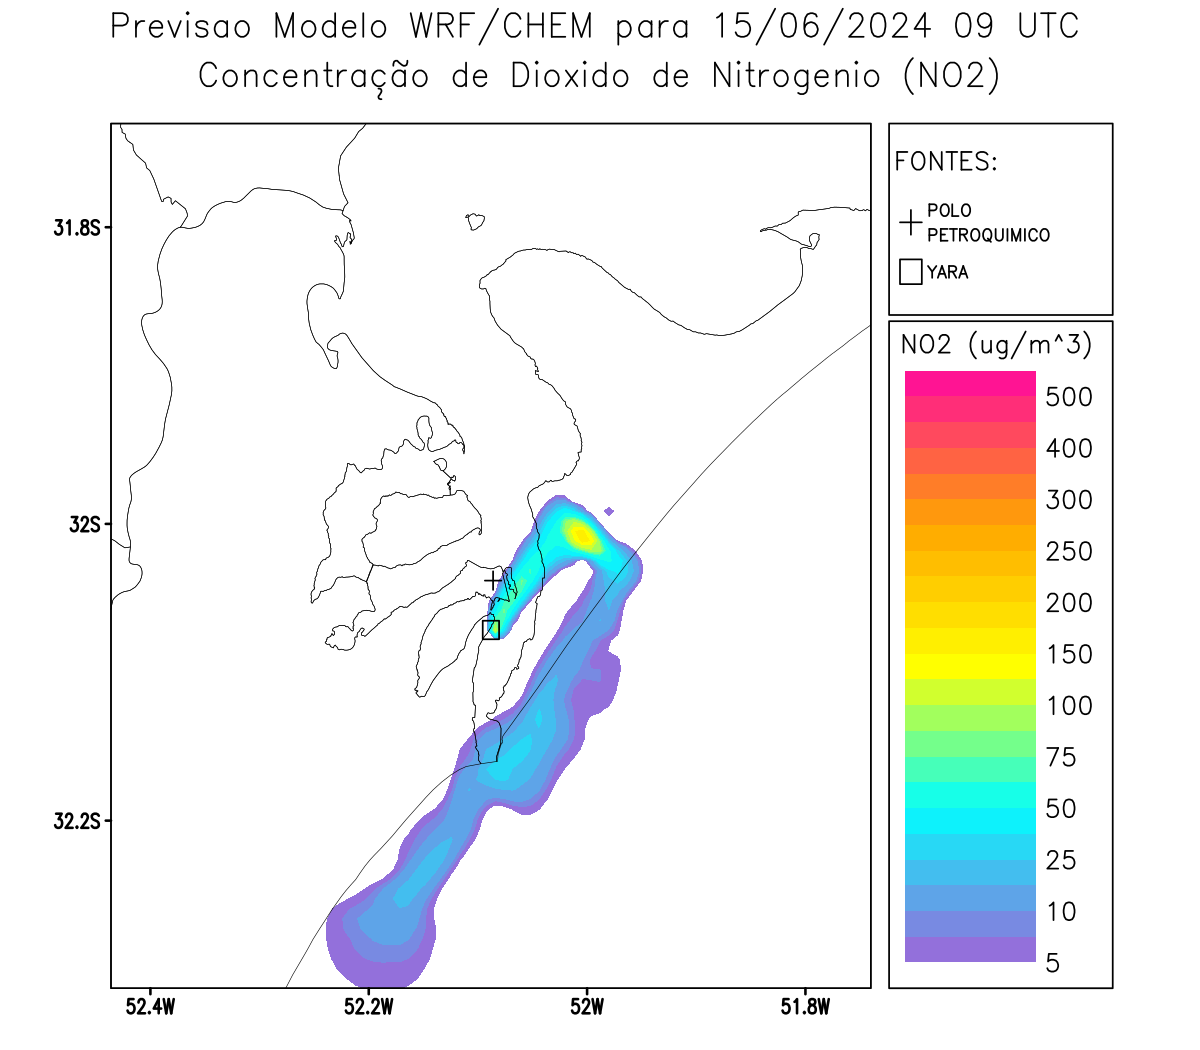 Previsao Modelo WRF/CHEM para 15/06/2024 09 UTC
Concentração de Dioxido de Nitrogenio (NO2)
FONTES:
POLO
PETROQUIMICO
YARA
NO2 (ug/m^3)
500
400
300
250
200
150
100
75
50
25
10
5
31.8S
32S
32.2S
52.4W
52.2W
52W
51.8W